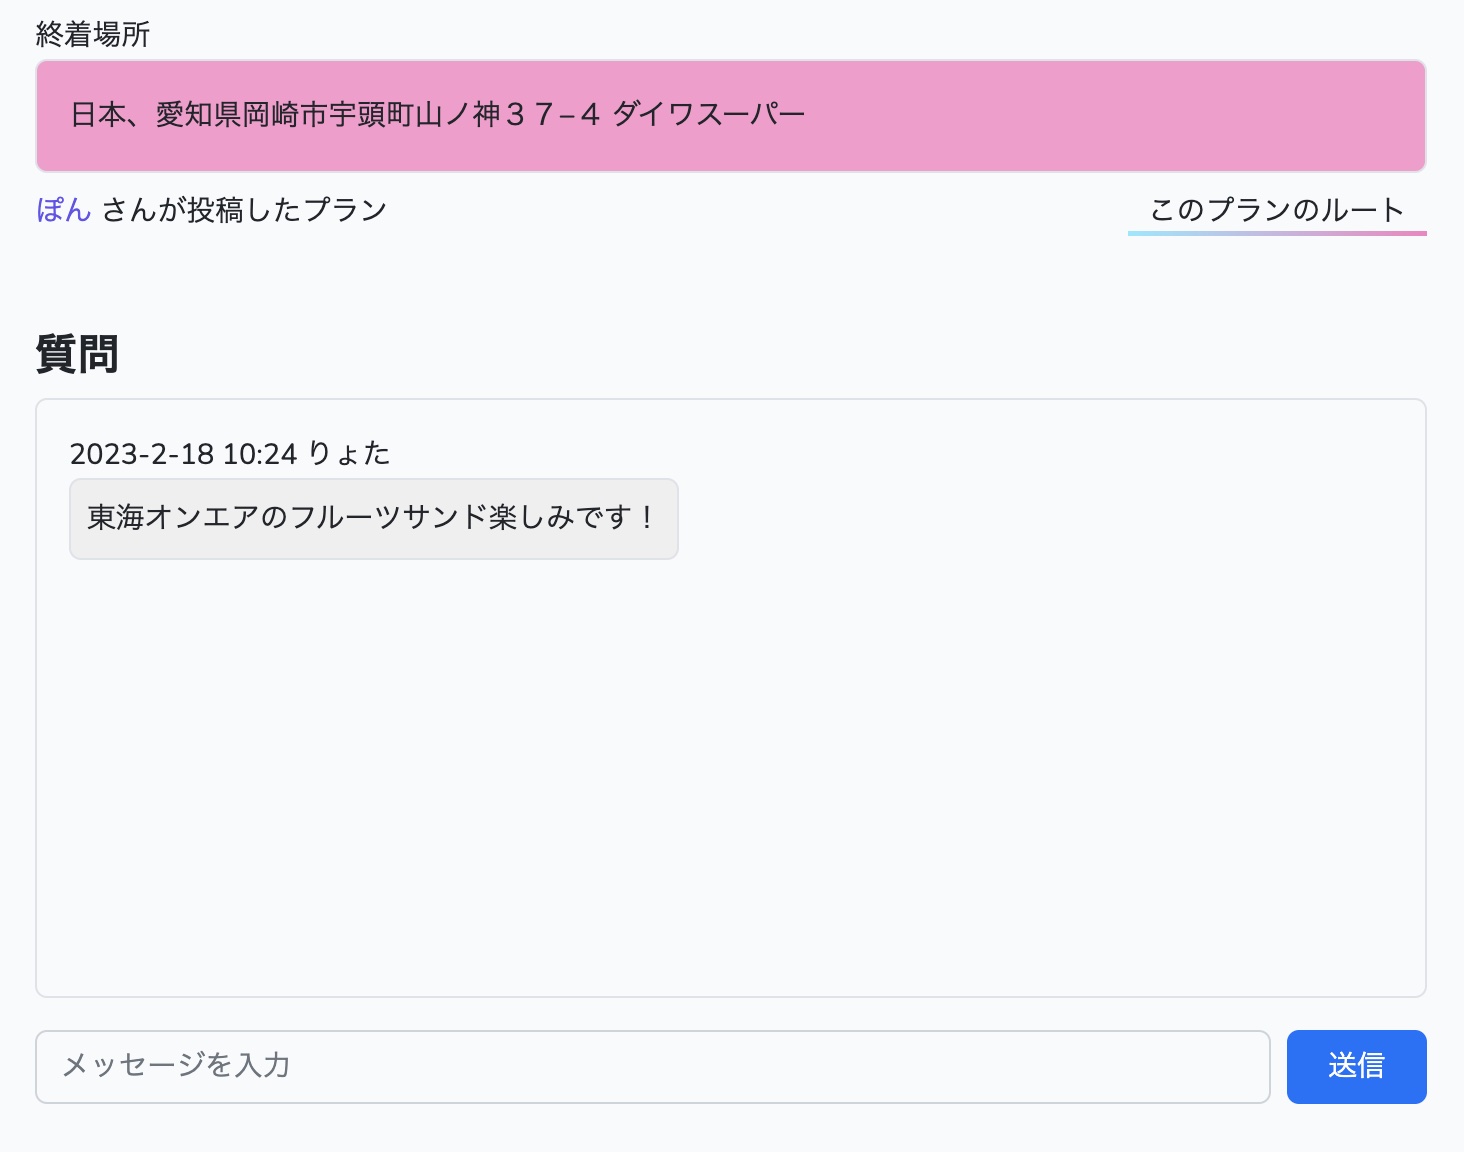 終着場所
日本、愛知県岡崎市宇頭町山ノ神３７−４ ダイワスーパー
ぽん さんが投稿したプラン
このプランのルート
質問
2023-2-18 10:24 りょた
東海オンエアのフルーツサンド楽しみです！
メッセージを入力
送信